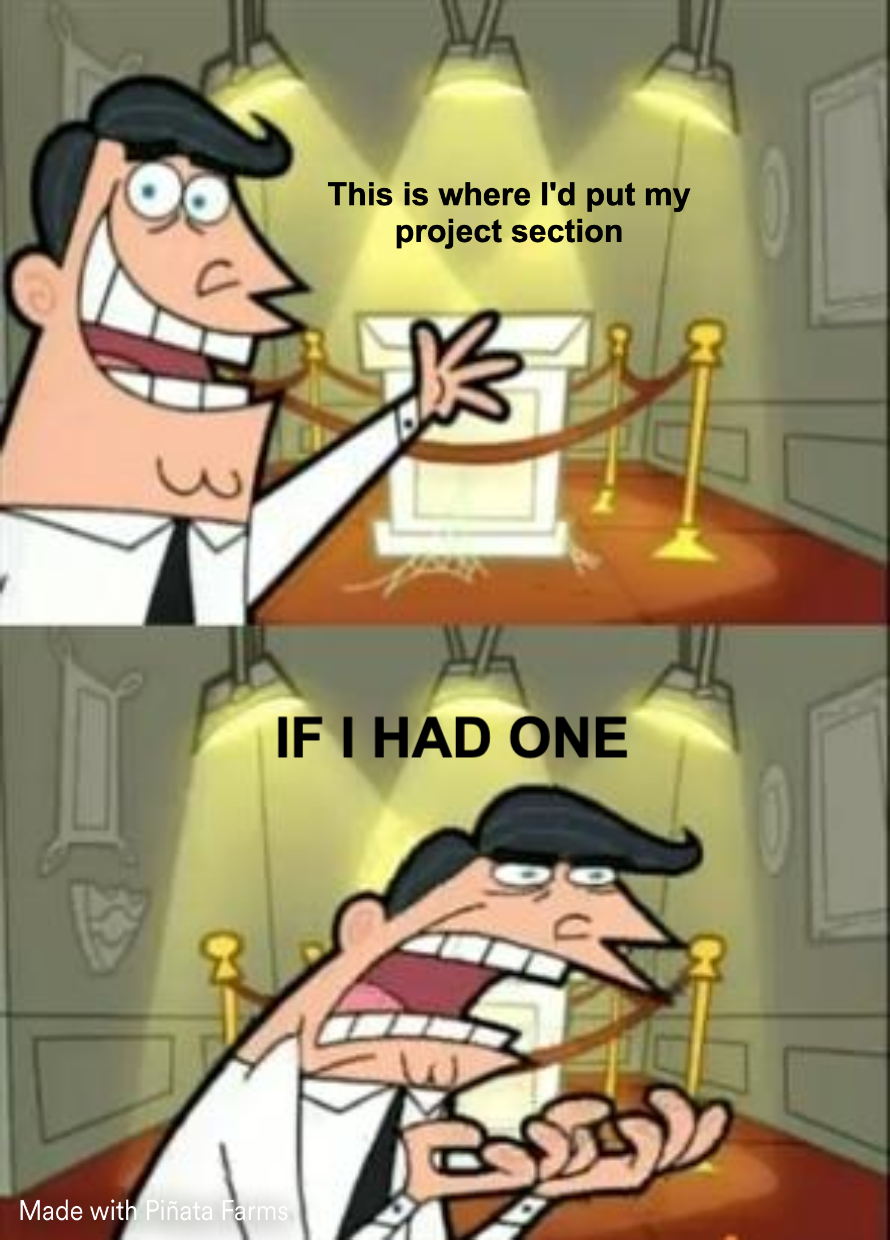 This is where I'd put my
project section
IF I HAD ONE
Made with Piñata Farms